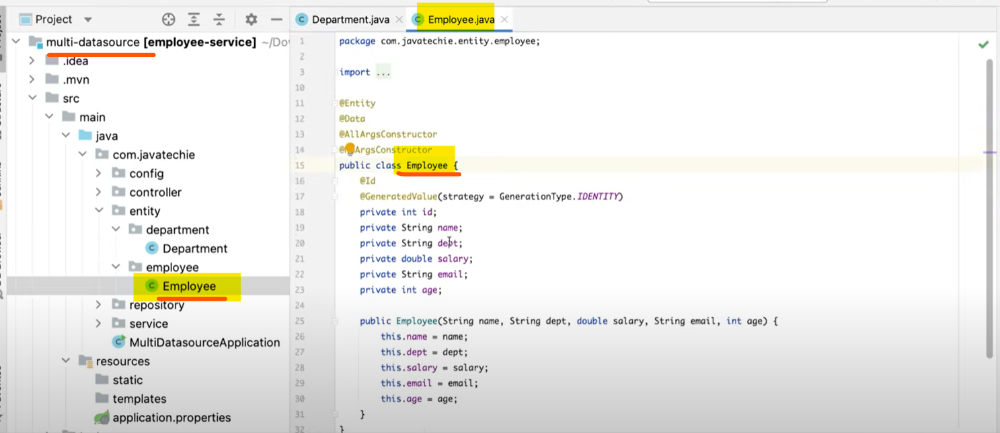 Project
multi-datasource [employee-service] ~/Do
.idea
.mvn
src
main
java
com.javatechie
config
controller
entity
department
Department
employee
Employee
repository
service
MultiDatasourceApplication
resources
static
templates
application.properties
Department.java
Employee.java
1 package com.javatechie.entity.employee;
2
3 import ...
10
11 @Entity
12 @Data
13 @AllArgsConstructor
14 @ ArgsConstructor
15 public class Employee {
16 @Id
17 @GeneratedValue(strategy = GenerationType.IDENTITY)
18 private int id;
19 private String name;
20 private String dept;
21 private double salary;
22 private String email;
23 private int age;
24
25 public Employee(String name, String dept, double salary, String email, int age) {
26 this.name = name;
27 this.dept = dept;
28 this.salary = salary;
29 this.email = email;
30 this.age = age;
31 }
32 }